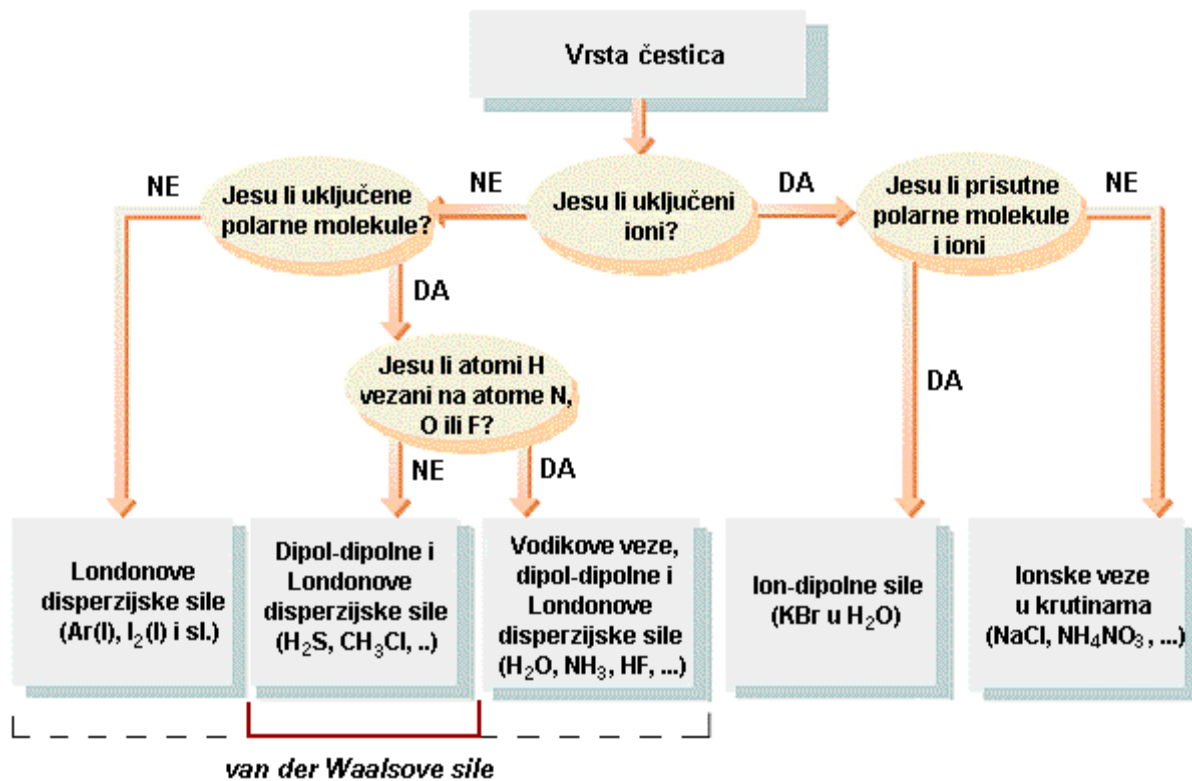 Vrsta čestica
NE
Jesu li uključene
polarne molekule?
NE
Jesu li uključeni
ioni?
DA
Jesu li prisutne
polarne molekule
i ioni
NE
DA
Jesu li atomi H
vezani na atome N,
O ili F?
DA
NE
DA
Londonove
disperzijske sile
(Ar(l), I₂(l) i sl.)
Dipol-dipolne i
Londonove
disperzijske sile
(H₂S, CH₃Cl, ..)
Vodikove veze,
dipol-dipolne i
Londonove
disperzijske sile
(H₂O, NH₃, HF, ...)
Ion-dipolne sile
(KBr u H₂O)
Ionske veze
u krutinama
(NaCl, NH₄NO₃, ...)
van der Waalsove sile